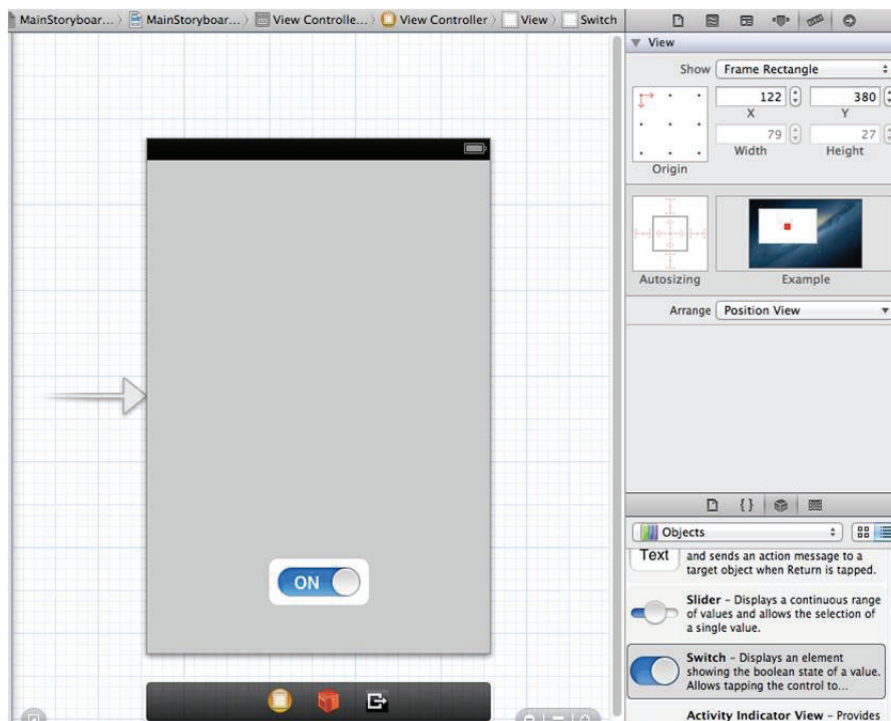 MainStoryboar... MainStoryboar... View Controlle... View Controller View Switch
View
Show Frame Rectangle
122 380
X Y
79 27
Width Height
Origin
Autosizing Example
Arrange Position View
ON
{}
Objects
Text and sends an action message to a
target object when Return is tapped.
Slider – Displays a continuous range
of values and allows the selection of
a single value.
Switch – Displays an element
showing the boolean state of a value.
Allows tapping the control to...
Activity Indicator View – Provides